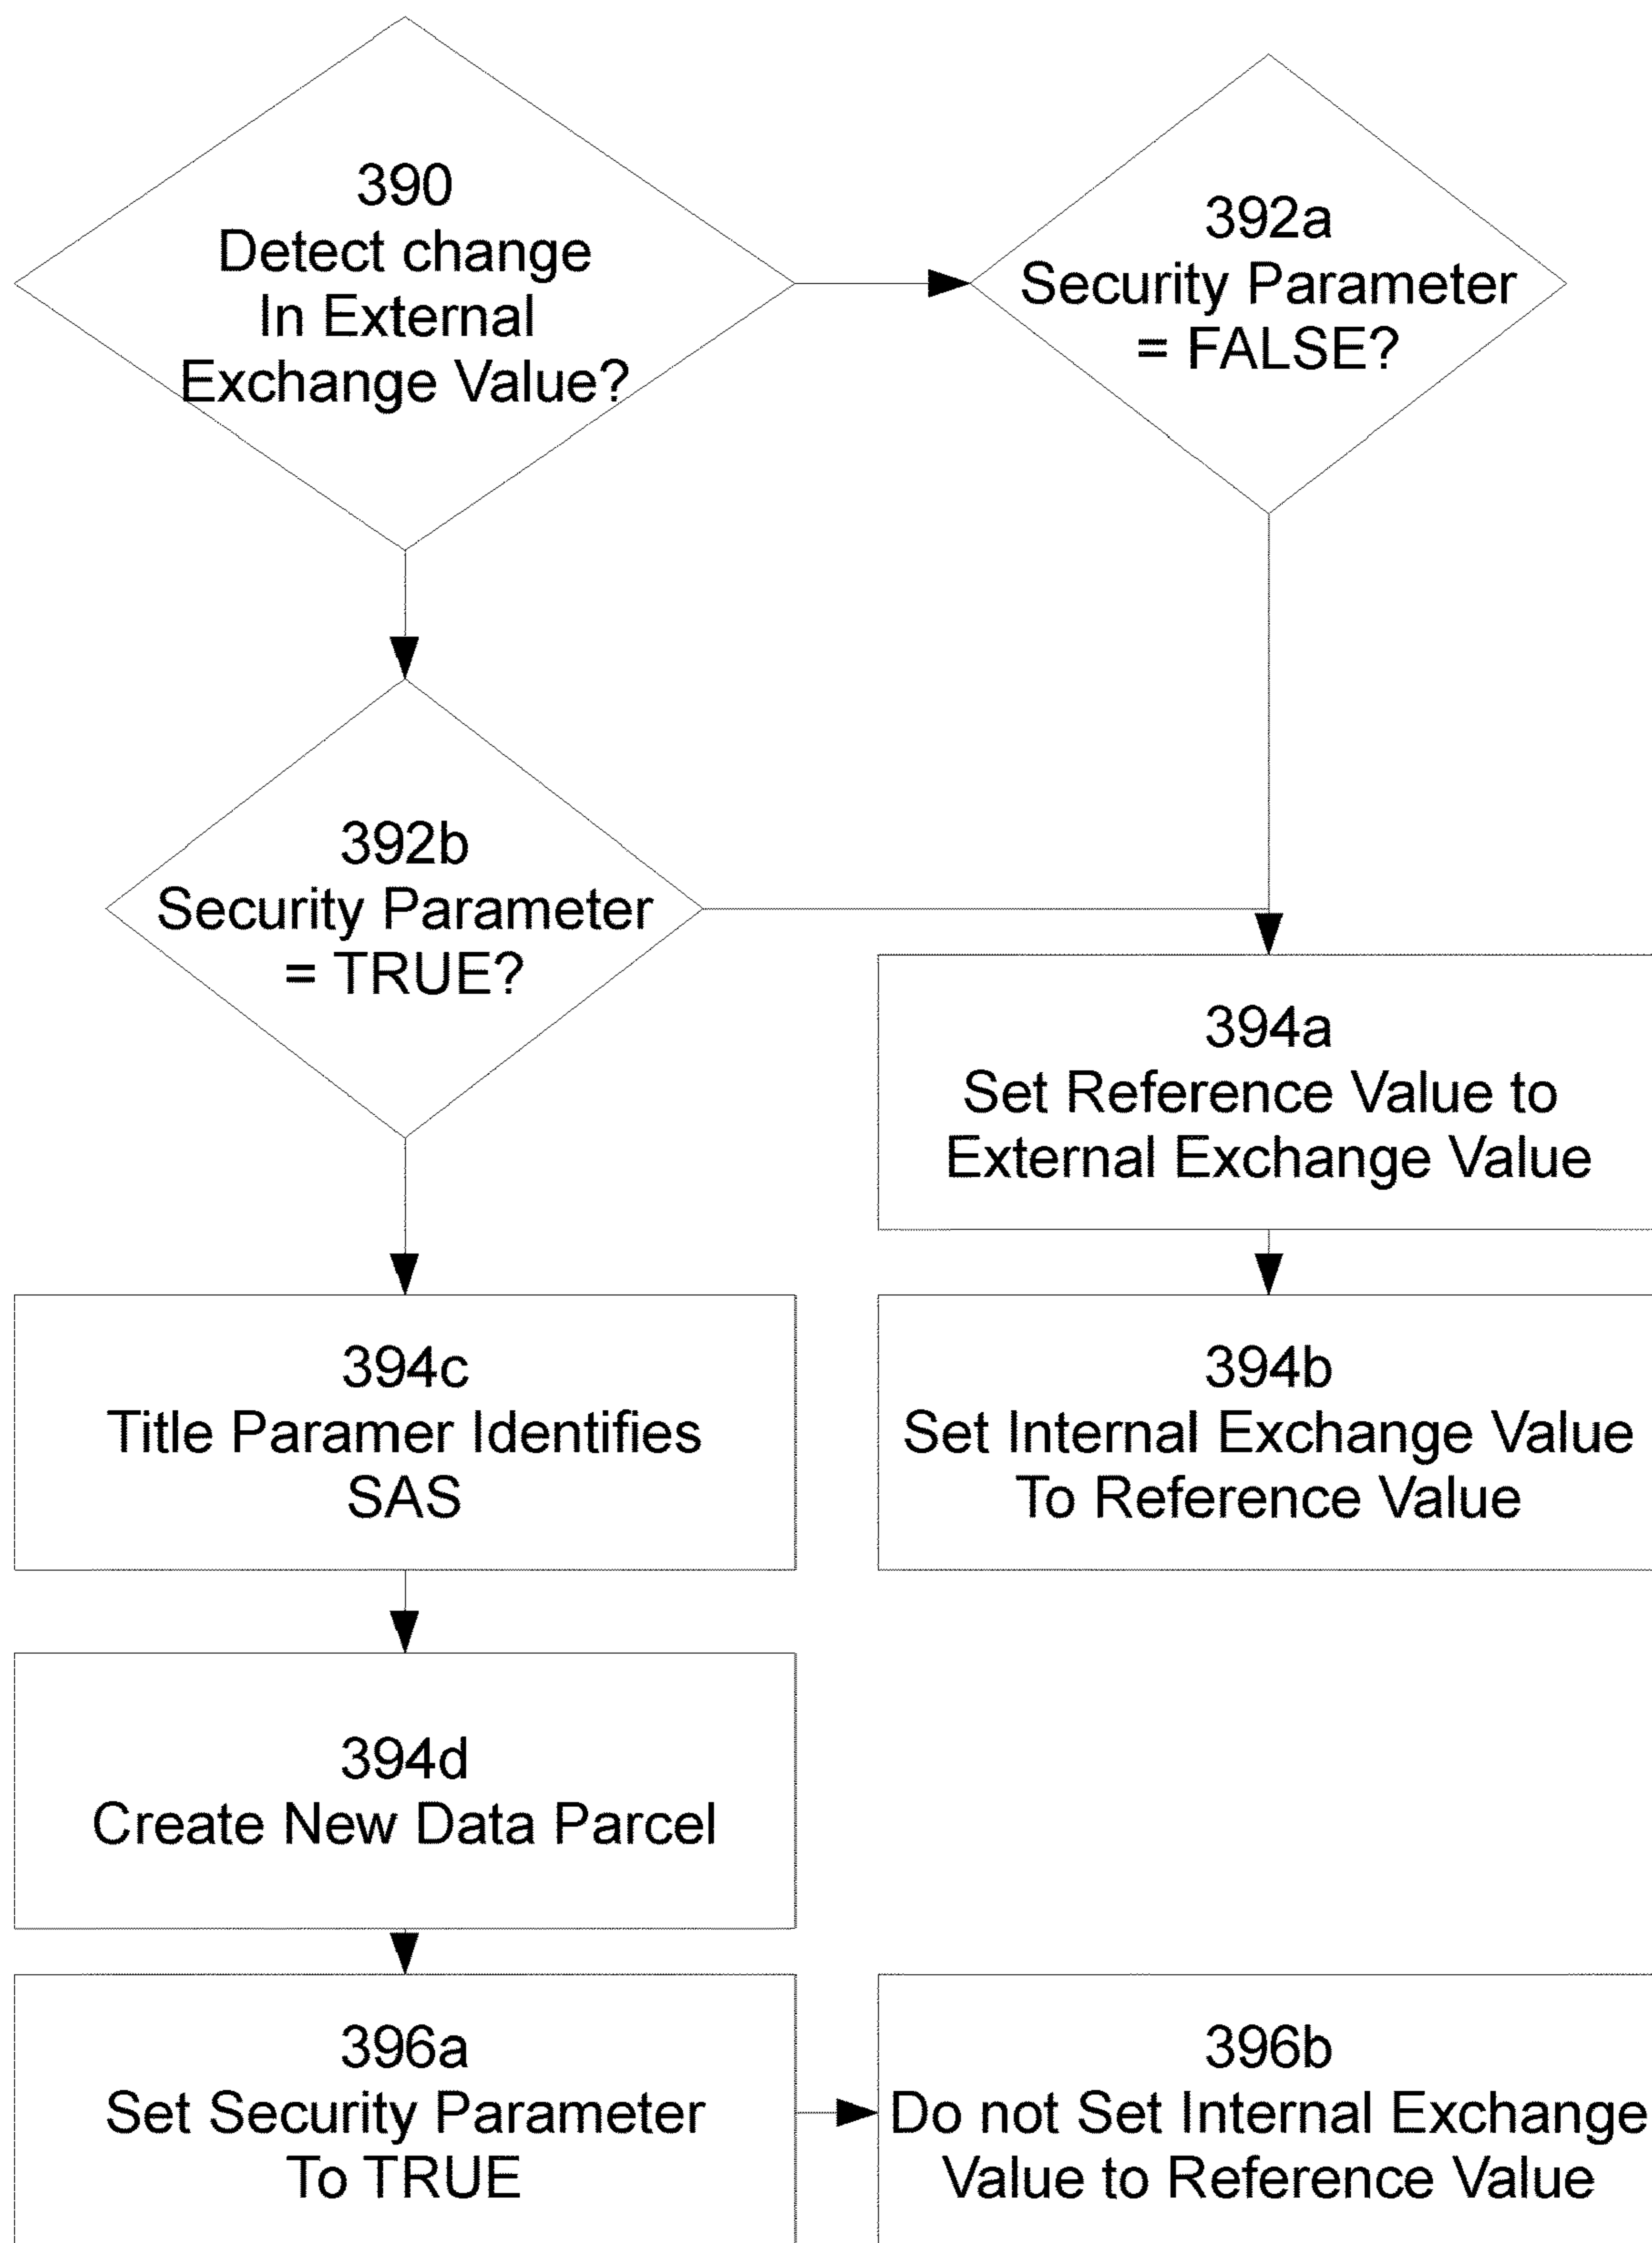 390
Detect change
In External
Exchange Value?
392a
Security Parameter
= FALSE?
392b
Security Parameter
= TRUE?
394a
Set Reference Value to
External Exchange Value
394c
Title Paramer Identifies
SAS
394b
Set Internal Exchange Value
To Reference Value
394d
Create New Data Parcel
396a
Set Security Parameter
To TRUE
396b
Do not Set Internal Exchange
Value to Reference Value